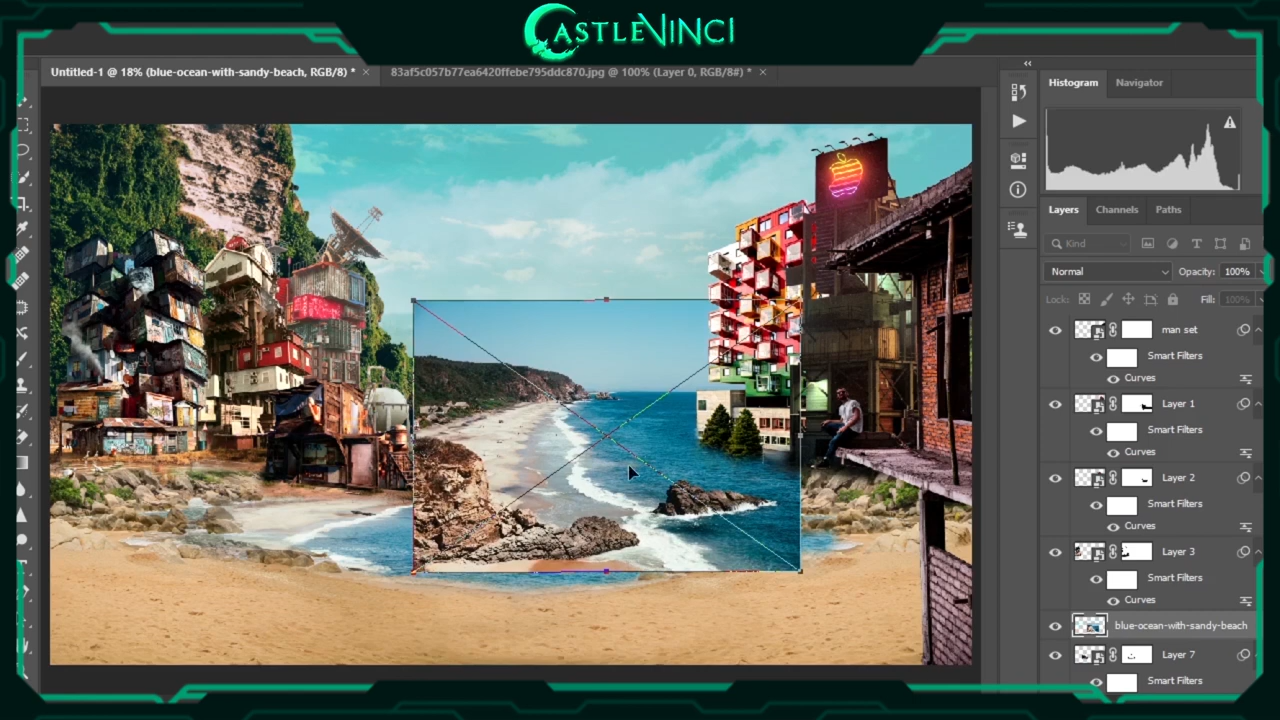 CASTLEVINCI
Untitled-1 @ 18% (blue-ocean-with-sandy-beach, RGB/8) * ×
83af5c057b77ea6420ffebe795ddc870.jpg @ 100% (Layer 0, RGB/8#) * ×
Histogram Navigator
Layers Channels Paths
Kind
Normal Opacity: 100%
Lock: Fill: 100%
man set
Smart Filters
Curves
Layer 1
Smart Filters
Curves
Layer 2
Smart Filters
Curves
Layer 3
Smart Filters
Curves
blue-ocean-with-sandy-beach
Layer 7
Smart Filters